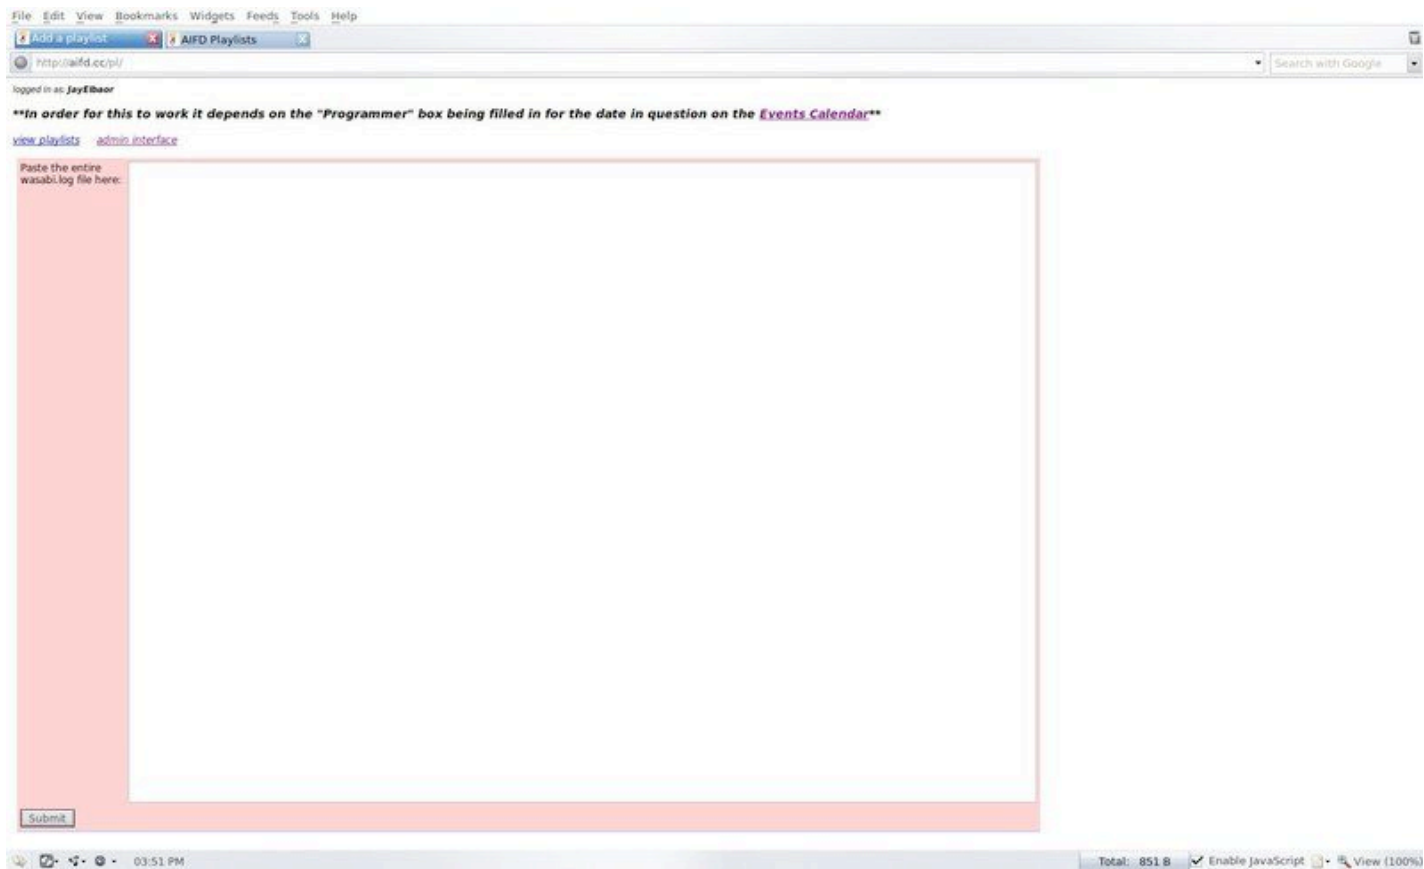 File Edit View Bookmarks Widgets Feeds Tools Help
Add a playlist AIFD Playlists
http://aifd.cc/pl/ Search with Google
logged in as: JayElbaor
**In order for this to work it depends on the "Programmer" box being filled in for the date in question on the Events Calendar**
view playlists admin interface
Paste the entire
wasabi.log file here:
Submit
03:51 PM Total: 851 B Enable JavaScript View (100%)